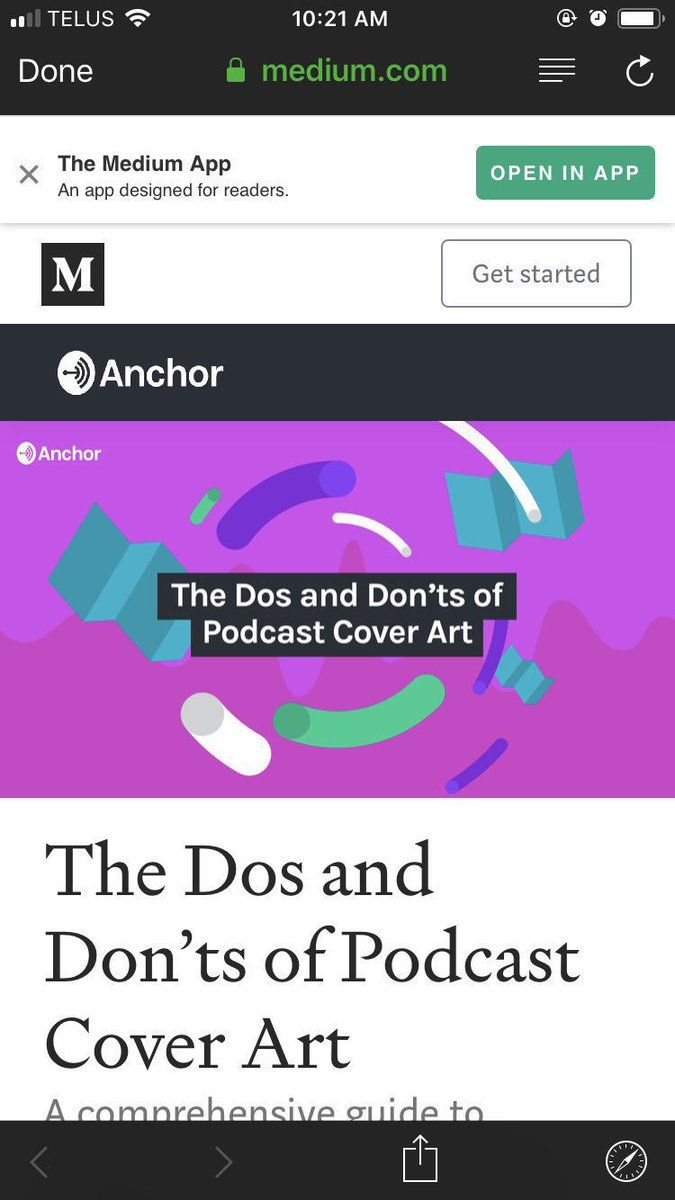 TELUS 10:21 AM
Done medium.com
The Medium App
An app designed for readers.
OPEN IN APP
M
Get started
Anchor
Anchor
The Dos and Don’ts of
Podcast Cover Art
The Dos and
Don’ts of Podcast
Cover Art
A comprehensive guide to